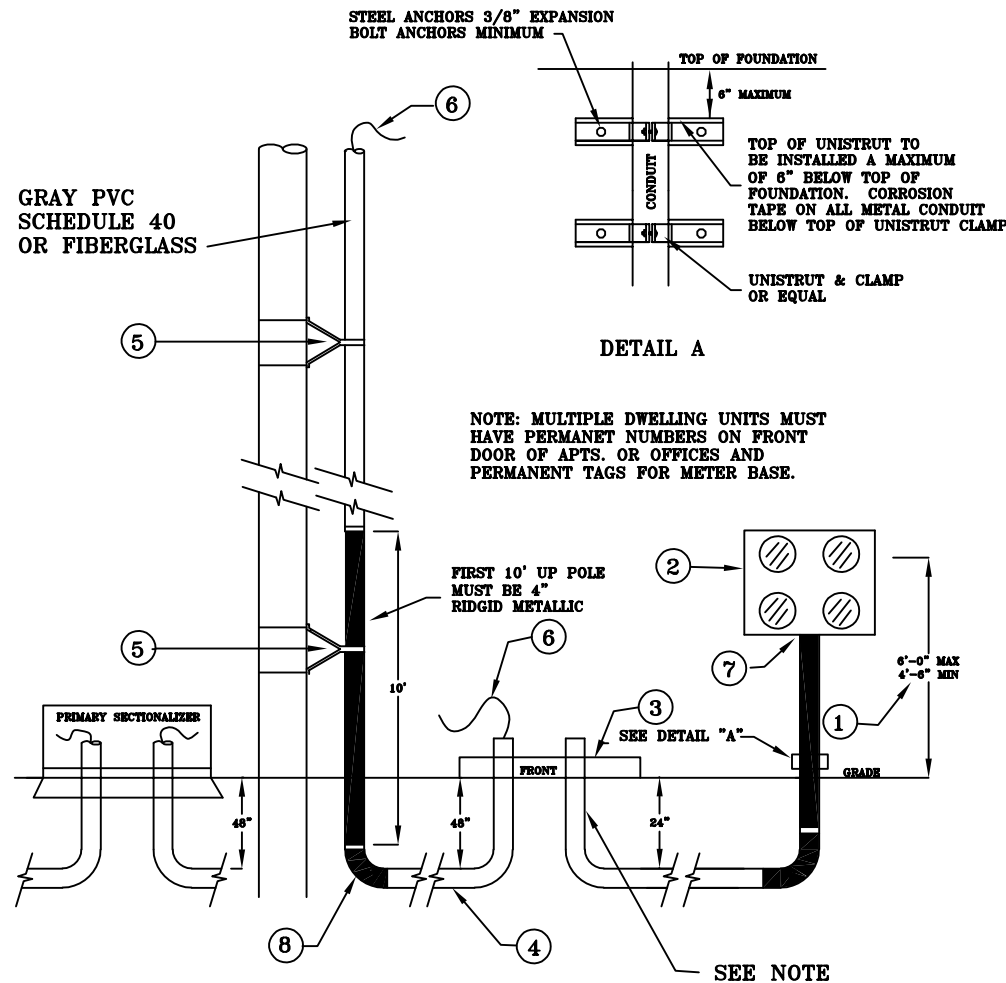 STEEL ANCHORS 3/8" EXPANSION
BOLT ANCHORS MINIMUM
TOP OF FOUNDATION
6" MAXIMUM
6
GRAY PVC
SCHEDULE 40
OR FIBERGLASS
CONDUIT
TOP OF UNISTRUT TO
BE INSTALLED A MAXIMUM
OF 6" BELOW TOP OF
FOUNDATION. CORROSION
TAPE ON ALL METAL CONDUIT
BELOW TOP OF UNISTRUT CLAMP
UNISTRUT & CLAMP
OR EQUAL
5
DETAIL A
NOTE: MULTIPLE DWELLING UNITS MUST
HAVE PERMANET NUMBERS ON FRONT
DOOR OF APTS. OR OFFICES AND
PERMANENT TAGS FOR METER BASE.
FIRST 10' UP POLE
MUST BE 4"
RIDGID METALLIC
2
5
6
7
10'
6'-0" MAX
4'-6" MIN
1
3
PRIMARY SECTIONALIZER
SEE DETAIL "A"
FRONT
GRADE
48"
48"
24"
8
4
SEE NOTE